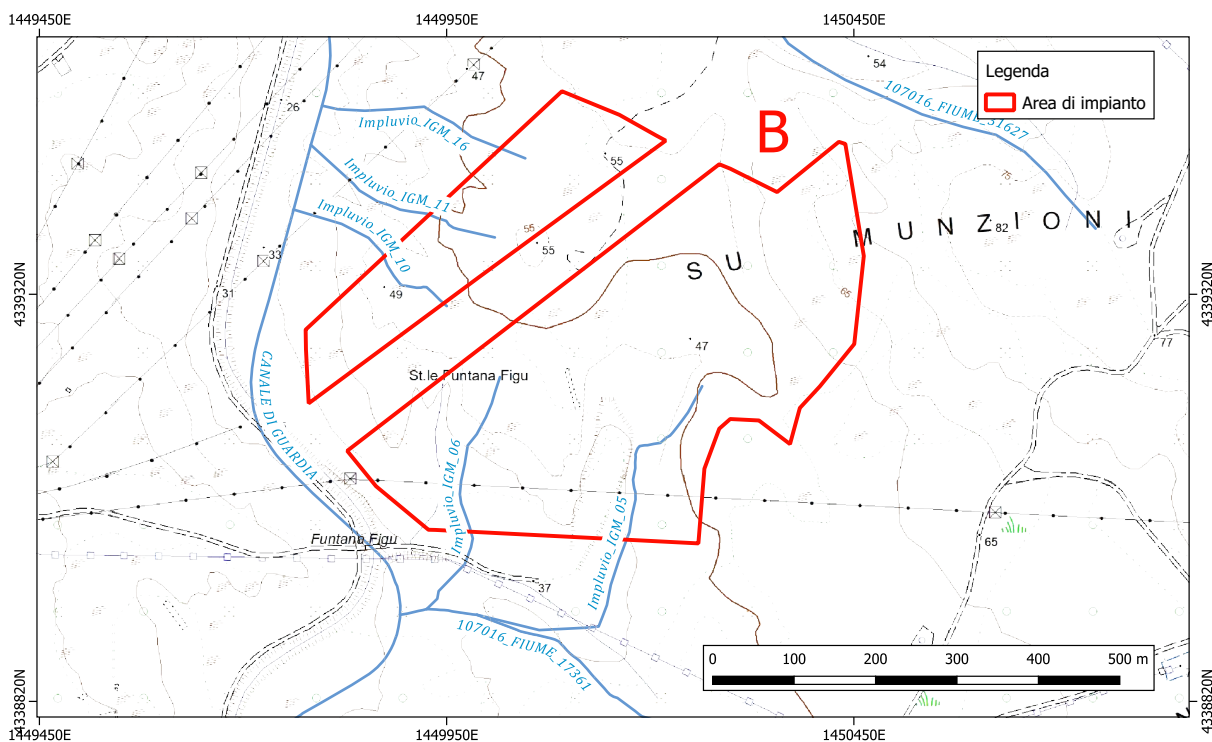 1449450E
1449950E
1450450E
47
54
Legenda
Area di impianto
B
26
107016_FIUME_31627
Impluvio_IGM_16
55
75
Impluvio_IGM_11
Impluvio_IGM_10
55
55
SU MUNZIONI
82
33
31
49
65
4339320N
4339320N
47
77
St.le Funtana Figu
CANALE DI GUARDIA
Impluvio_IGM_06
Impluvio_IGM_05
Funtana Figu
65
37
107016_FIUME_17361
0 100 200 300 400 500 m
4338820N
4338820N
1449450E
1449950E
1450450E